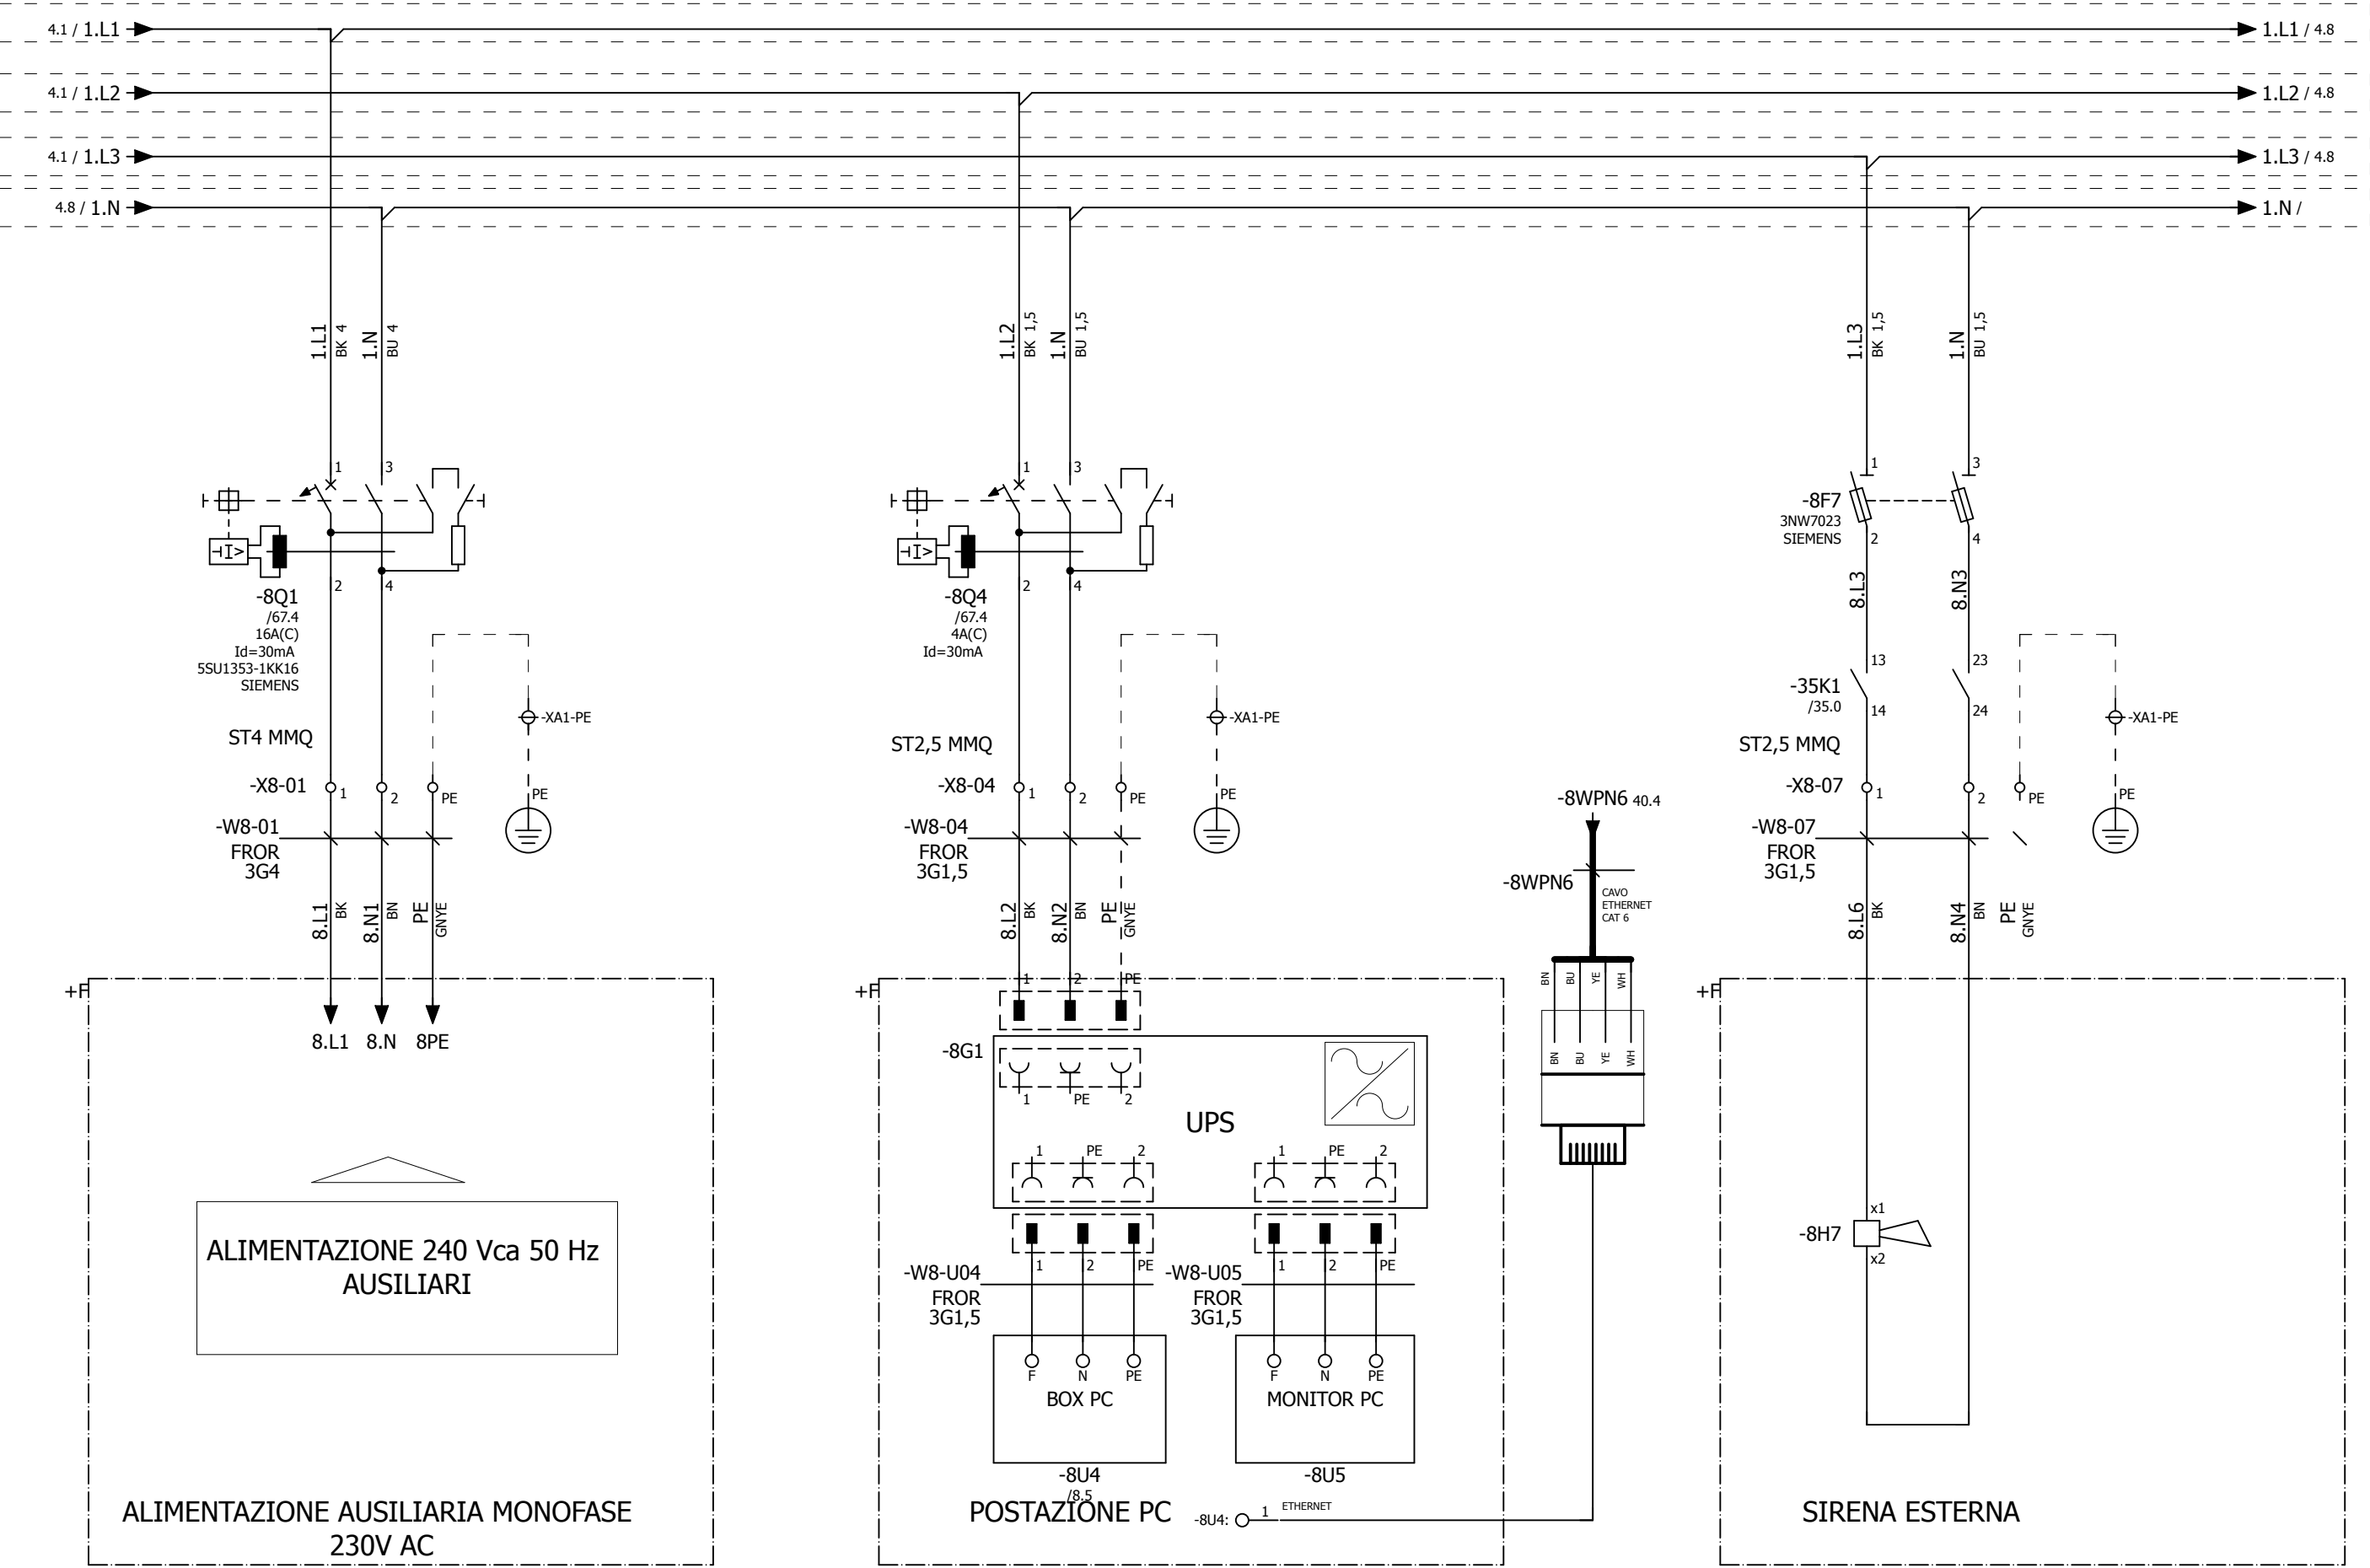 4.1 / 1.L1
1.L1 / 4.8
4.1 / 1.L2
1.L2 / 4.8
4.1 / 1.L3
1.L3 / 4.8
4.8 / 1.N
1.N /
1.L1
BK 4
1.N
BU 4
1
3
2
4
-8Q1
/67.4
16A(C)
Id=30mA
5SU1353-1KK16
SIEMENS
-XA1-PE
ST4 MMQ
-X8-01
1
2
PE
PE
-W8-01
FROR
3G4
8.L1
BK
8.N1
BN
PE
GNYE
+F
8.L1
8.N
8PE
ALIMENTAZIONE 240 Vca 50 Hz
AUSILIARI
ALIMENTAZIONE AUSILIARIA MONOFASE
230V AC
1.L2
BK 1,5
1.N
BU 1,5
1
3
2
4
-8Q4
/67.4
4A(C)
Id=30mA
-XA1-PE
ST2,5 MMQ
-X8-04
1
2
PE
PE
-W8-04
FROR
3G1,5
8.L2
BK
8.N2
BN
PE
GNYE
+F
1
2
PE
-8G1
1
PE
2
UPS
1
PE
2
1
PE
2
1
2
PE
1
2
PE
-W8-U04
FROR
3G1,5
-W8-U05
FROR
3G1,5
F
N
PE
BOX PC
F
N
PE
MONITOR PC
-8U4
/8.5
-8U5
POSTAZIONE PC
-8U4:
1
ETHERNET
-8WPN6 40.4
-8WPN6
CAVO
ETHERNET
CAT 6
BN
BU
YE
WH
BN
BU
YE
WH
1.L3
BK 1,5
1.N
BU 1,5
1
3
-8F7
3NW7023
SIEMENS
2
4
8.L3
8.N3
13
23
-35K1
/35.0
14
24
-XA1-PE
ST2,5 MMQ
-X8-07
1
2
PE
PE
-W8-07
FROR
3G1,5
8.L6
BK
8.N4
BN
PE
GNYE
+F
x1
-8H7
x2
SIRENA ESTERNA